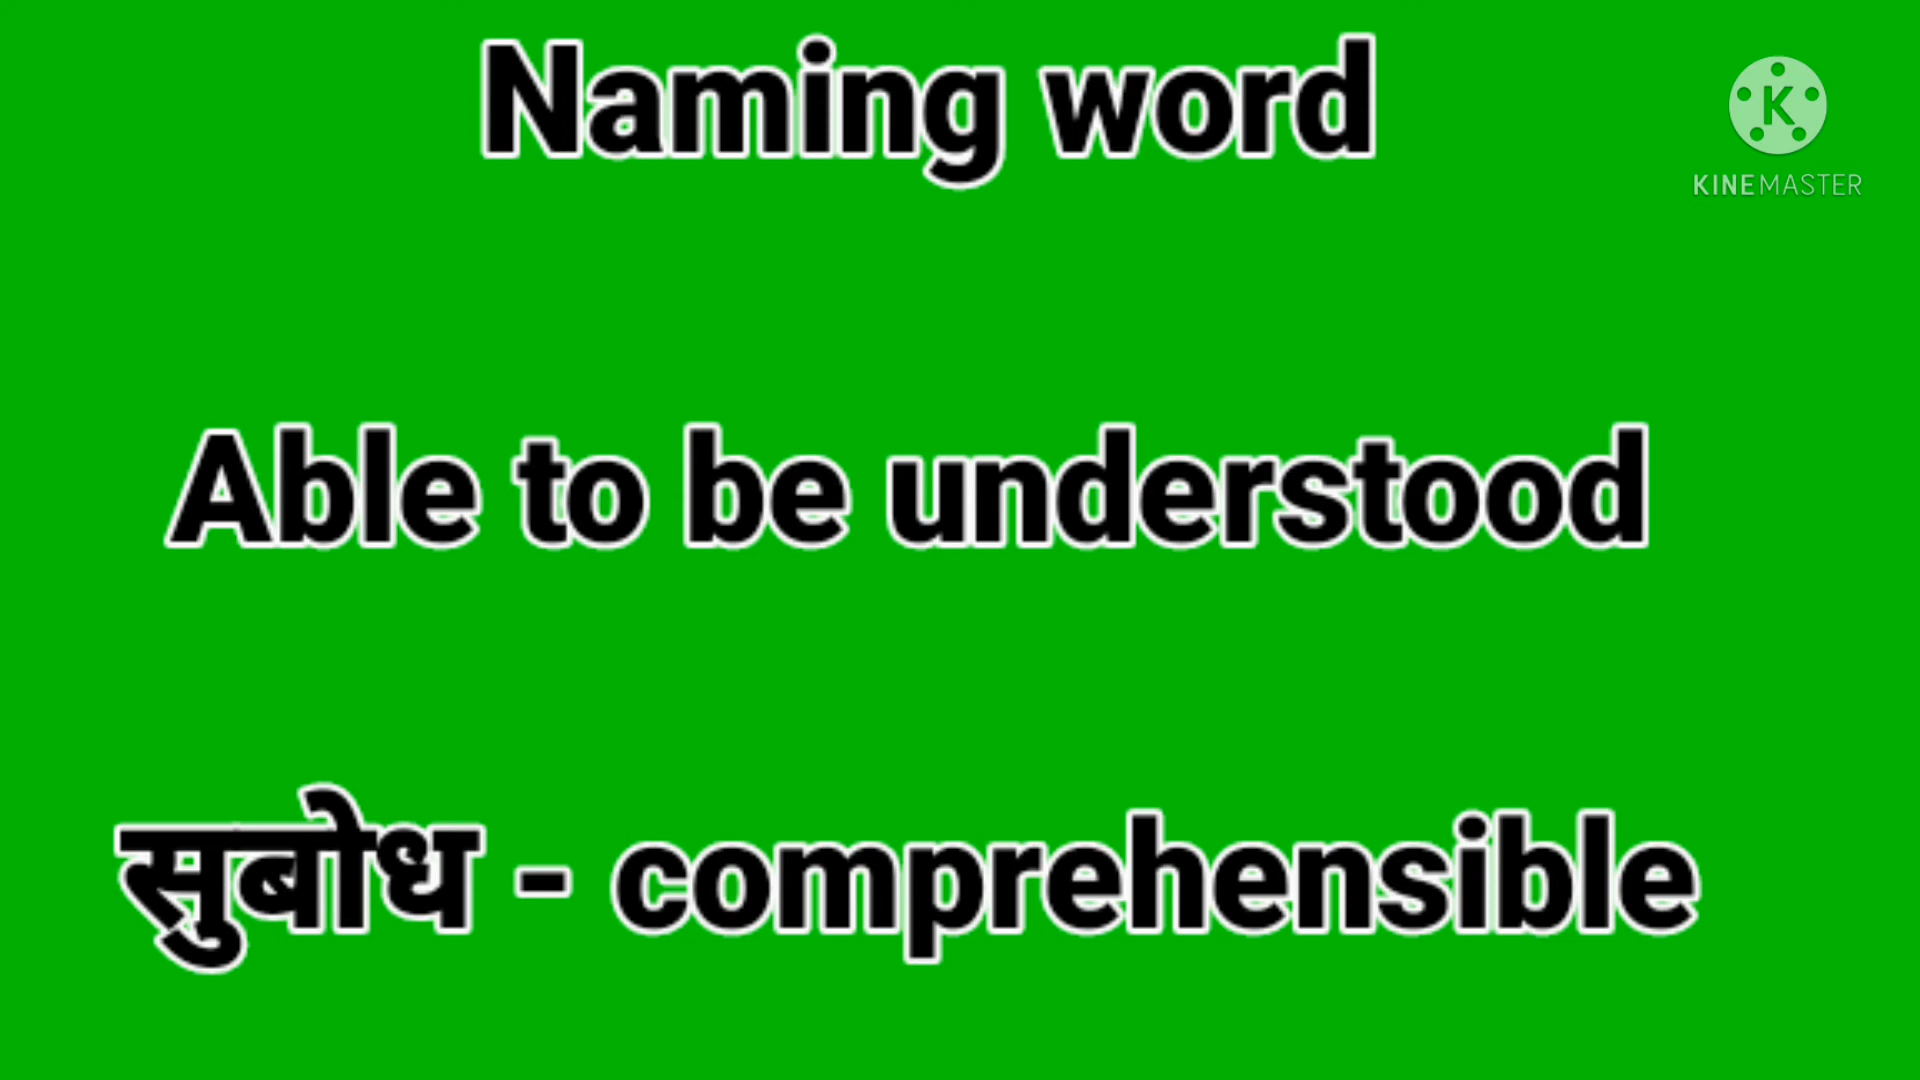 Naming word
K
KINEMASTER
Able to be understood
सुबोध - comprehensible